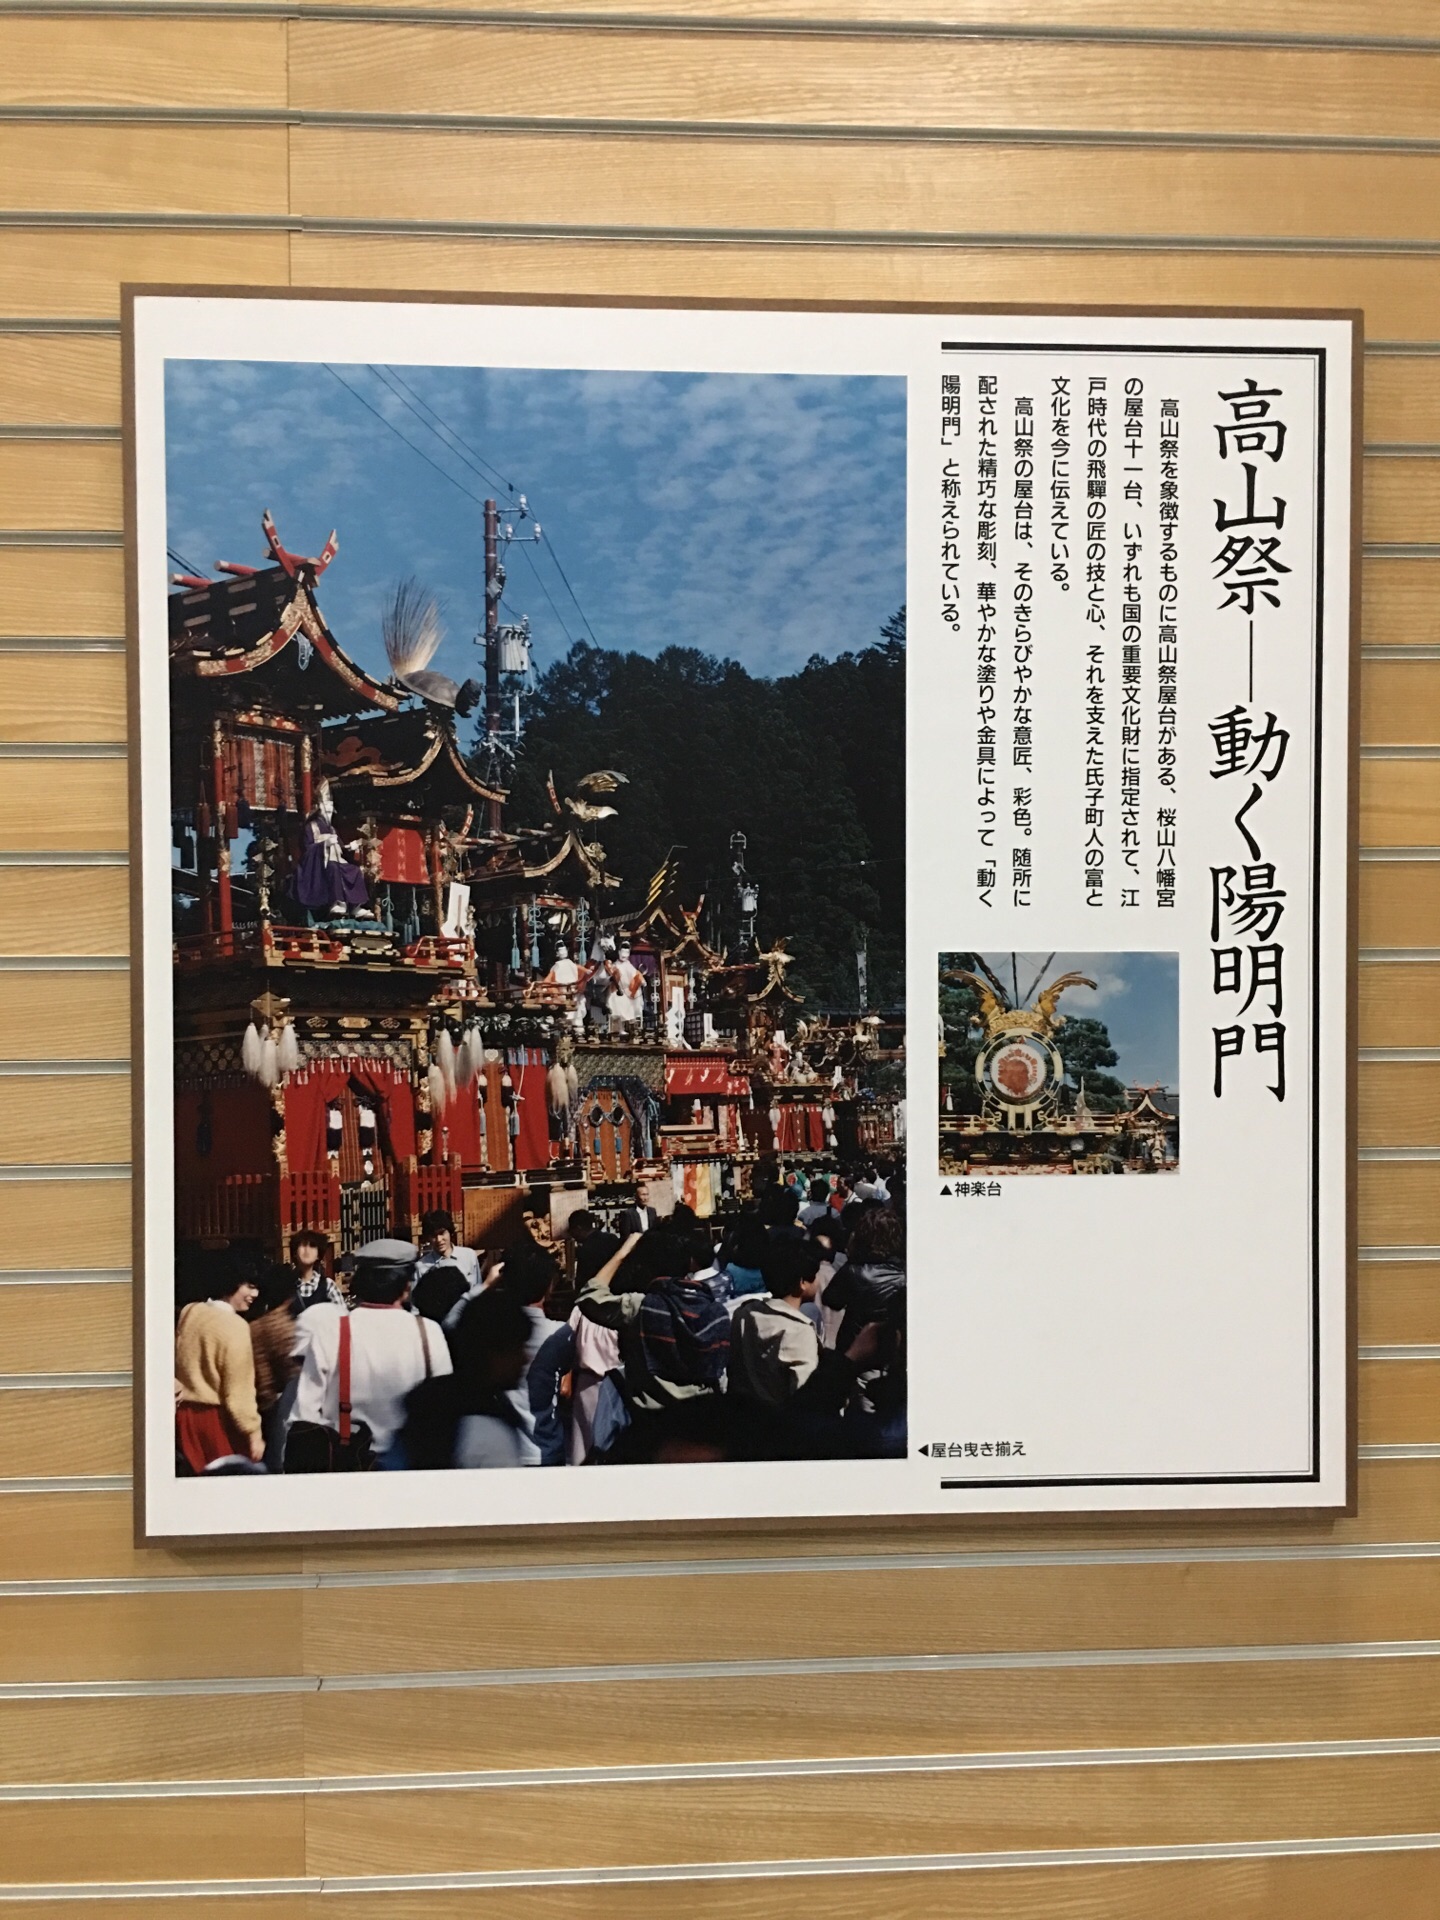 高山祭──動く陽明門
高山祭を象徴するものに高山祭屋台がある、桜山八幡宮
の屋台十一台、いずれも国の重要文化財に指定されて、江
戸時代の飛驒の匠の技と心、それを支えた氏子町人の富と
文化を今に伝えている。
高山祭の屋台は、そのきらびやかな意匠、彩色。随所に
配された精巧な彫刻、華やかな塗りや金具によって「動く
陽明門」と称えられている。
▲神楽台
◀屋台曳き揃え